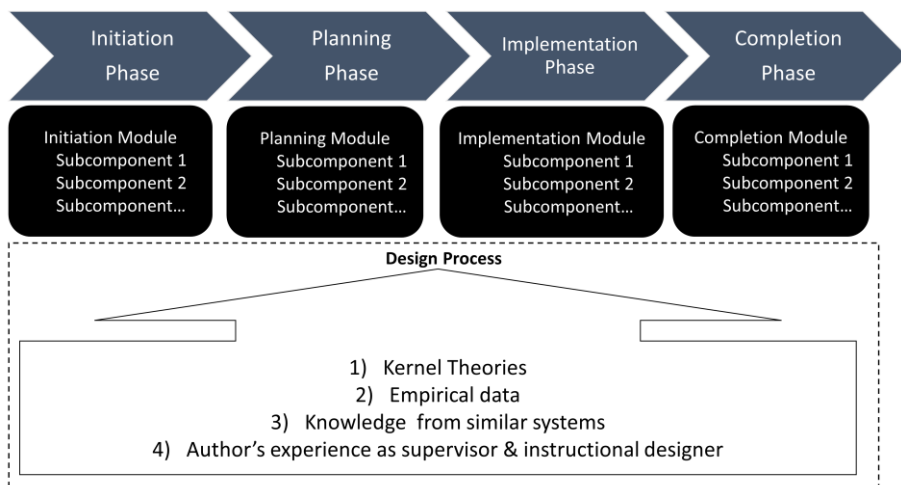 Initiation
Phase
Planning
Phase
Implementation
Phase
Completion
Phase
Initiation Module
Subcomponent 1
Subcomponent 2
Subcomponent...
Planning Module
Subcomponent 1
Subcomponent 2
Subcomponent...
Implementation Module
Subcomponent 1
Subcomponent 2
Subcomponent...
Completion Module
Subcomponent 1
Subcomponent 2
Subcomponent...
Design Process
1) Kernel Theories
2) Empirical data
3) Knowledge from similar systems
4) Author's experience as supervisor & instructional designer